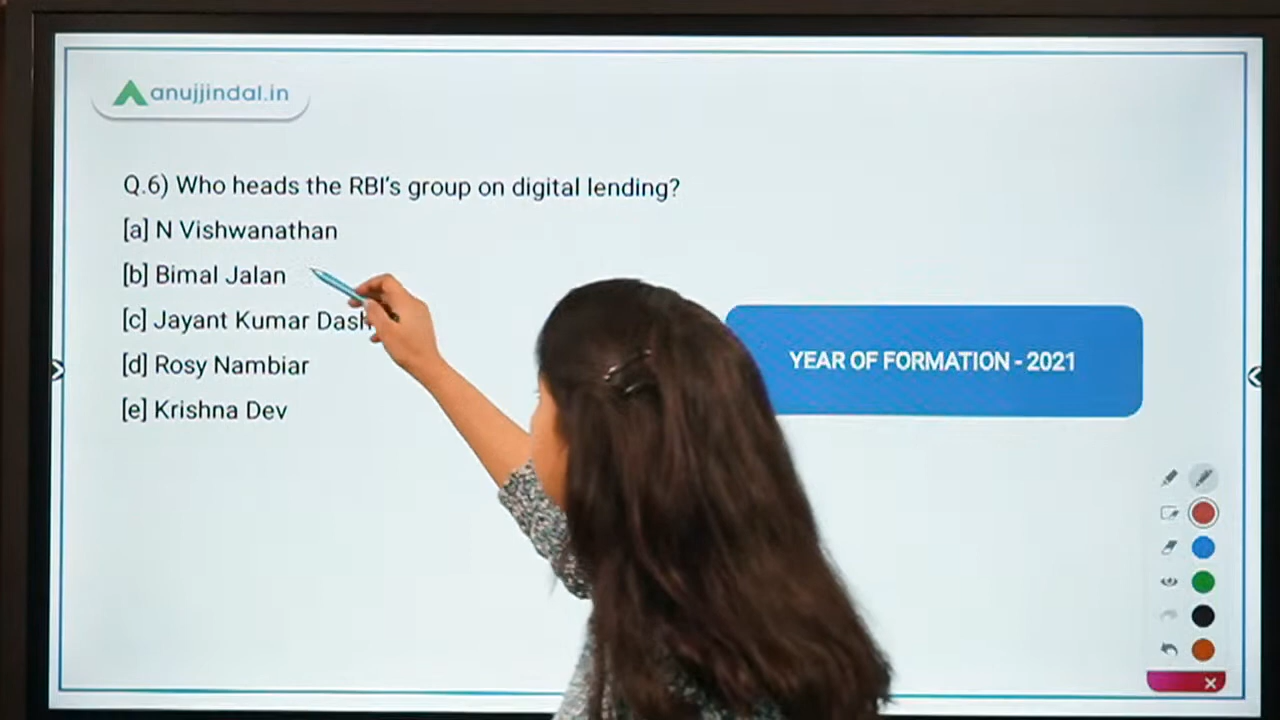 anujjindal.in
Q.6) Who heads the RBI's group on digital lending?
[a] N Vishwanathan
[b] Bimal Jalan
[c] Jayant Kumar Dash
[d] Rosy Nambiar
[e] Krishna Dev
YEAR OF FORMATION - 2021